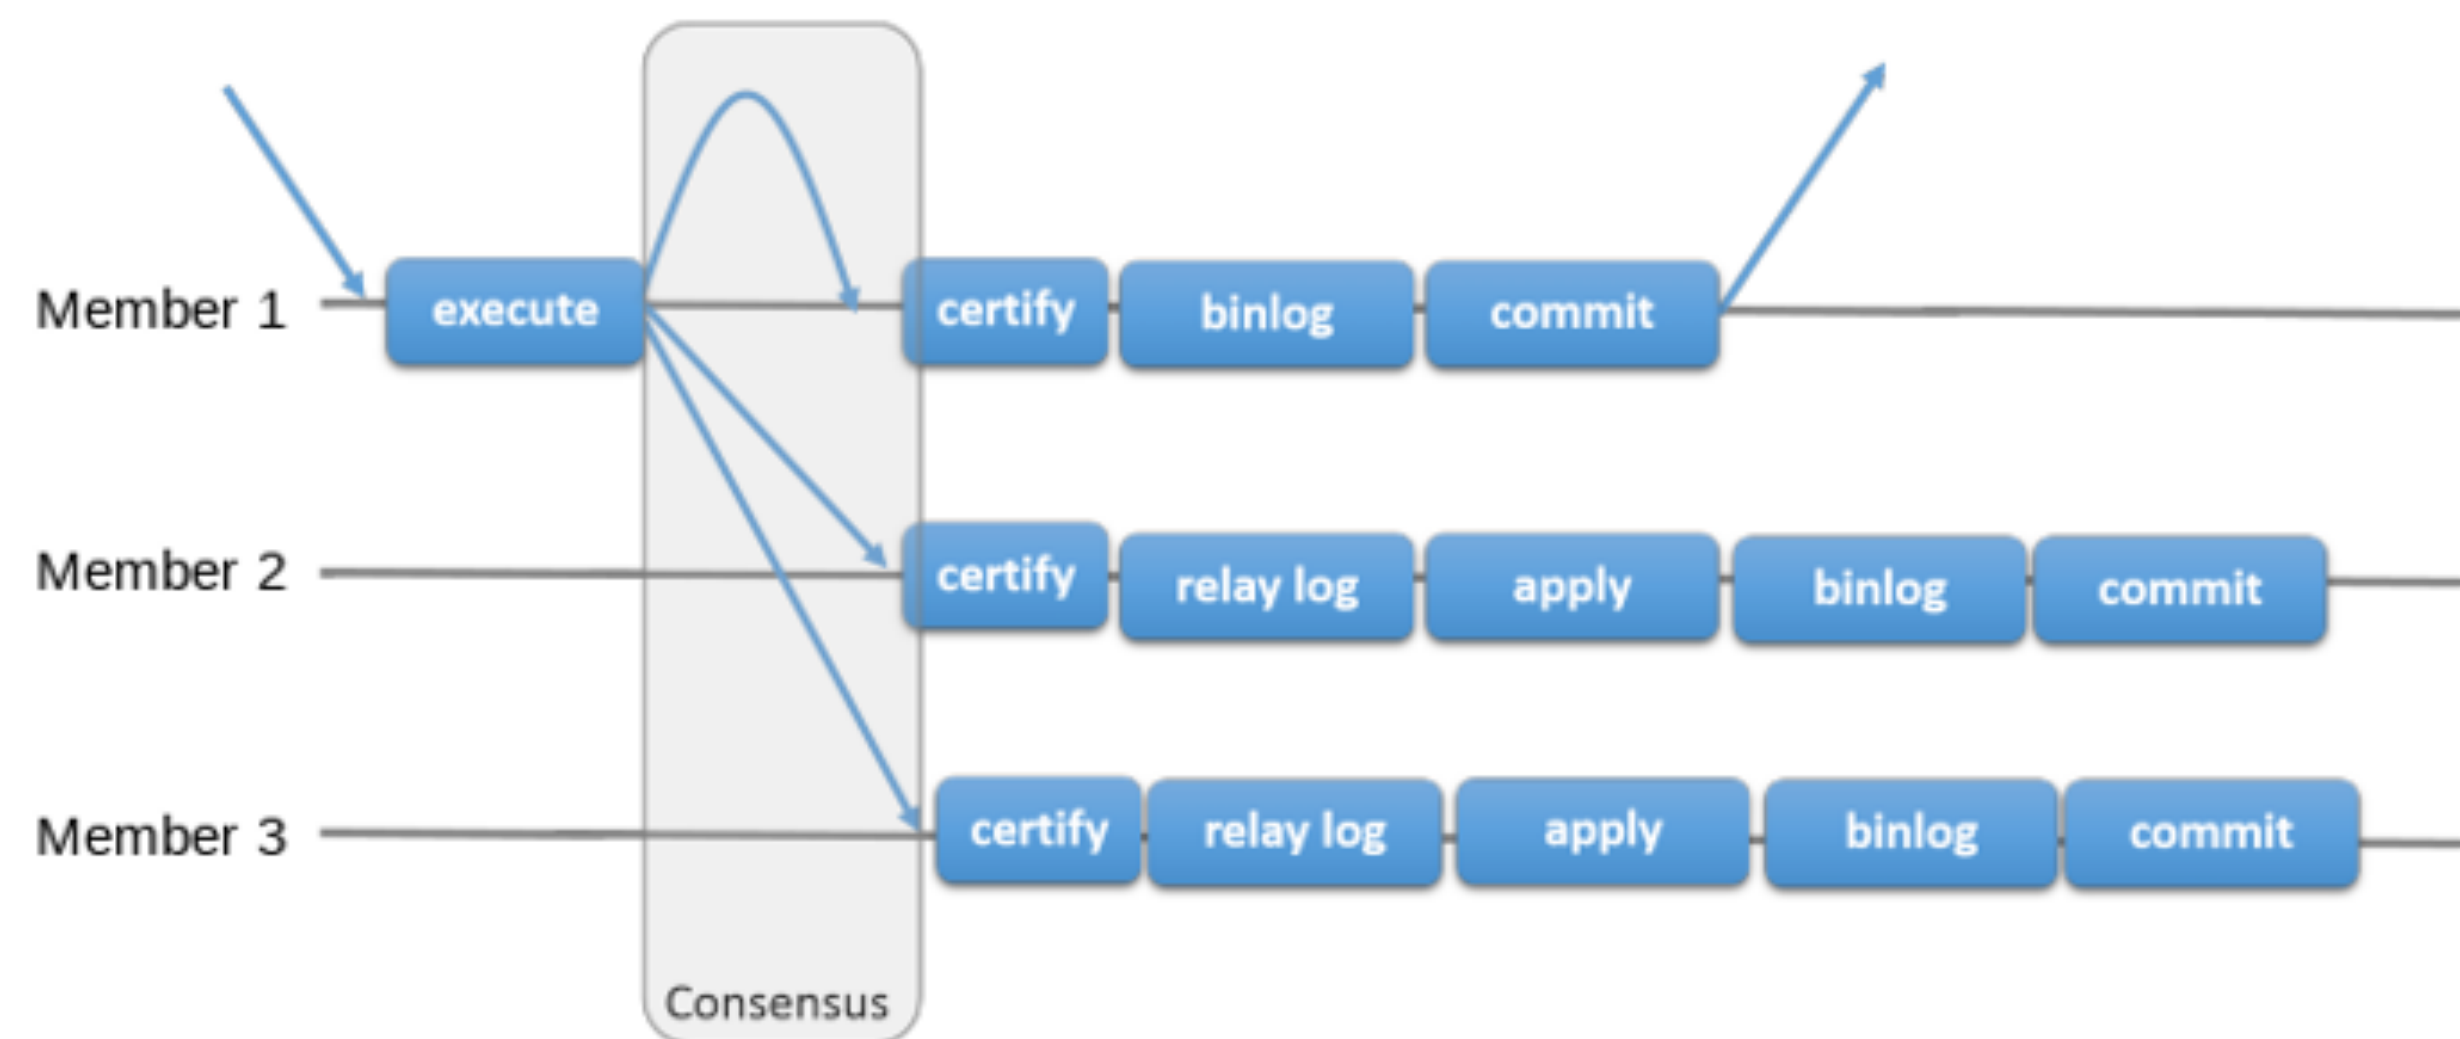 Member 1 execute certify binlog commit
Member 2 certify relay log apply binlog commit
Member 3 certify relay log apply binlog commit
Consensus